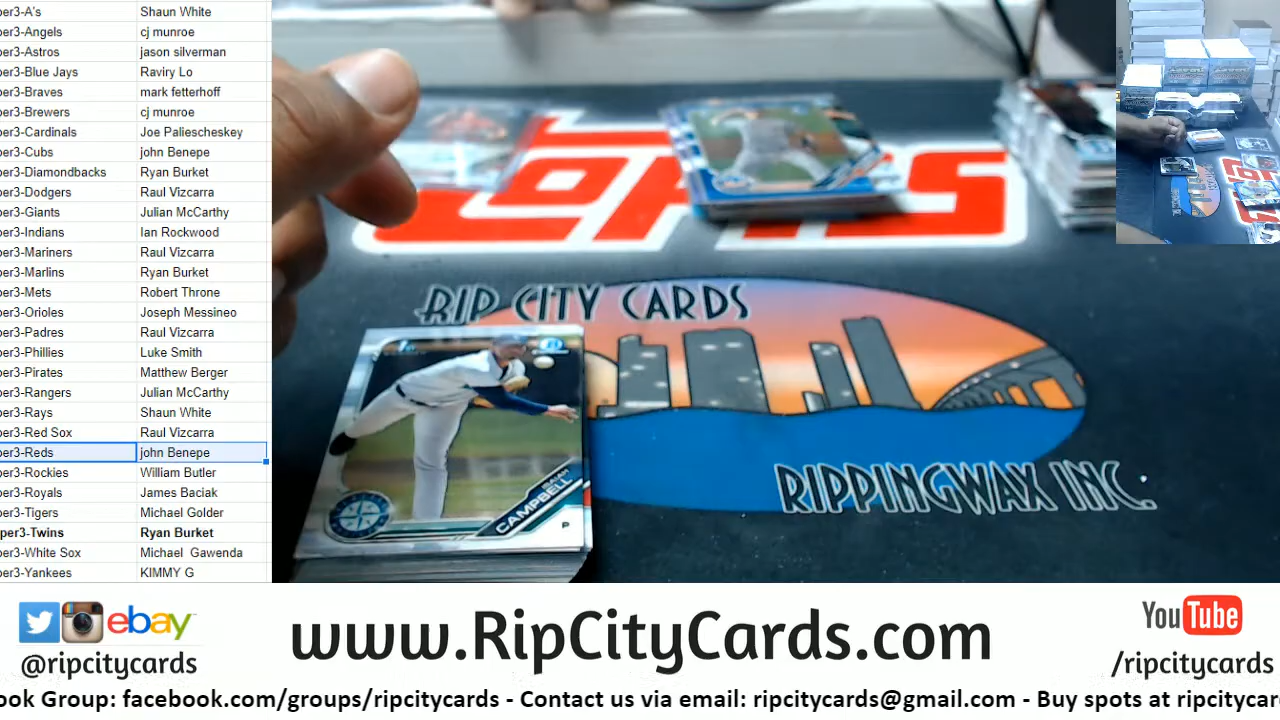 per3-A's Shaun White
per3-Angels cj munroe
per3-Astros jason silverman
per3-Blue Jays Raviry Lo
per3-Braves mark fetterhoff
per3-Brewers cj munroe
per3-Cardinals Joe Paliescheskey
per3-Cubs john Benepe
per3-Diamondbacks Ryan Burket
per3-Dodgers Raul Vizcarra
per3-Giants Julian McCarthy
per3-Indians Ian Rockwood
per3-Mariners Raul Vizcarra
per3-Marlins Ryan Burket
per3-Mets Robert Throne
per3-Orioles Joseph Messineo
per3-Padres Raul Vizcarra
per3-Phillies Luke Smith
per3-Pirates Matthew Berger
per3-Rangers Julian McCarthy
per3-Rays Shaun White
per3-Red Sox Raul Vizcarra
per3-Reds john Benepe
per3-Rockies William Butler
per3-Royals James Baciak
per3-Tigers Michael Golder
per3-Twins Ryan Burket
per3-White Sox Michael Gawenda
per3-Yankees KIMMY G
RIP CITY CARDS
RIPPINGWAX INC.
ISAIAH
CAMPBELL
P
ebay
@ripcitycards
www.RipCityCards.com
YouTube
/ripcitycards
ook Group: facebook.com/groups/ripcitycards - Contact us via email: ripcitycards@gmail.com - Buy spots at ripcitycar